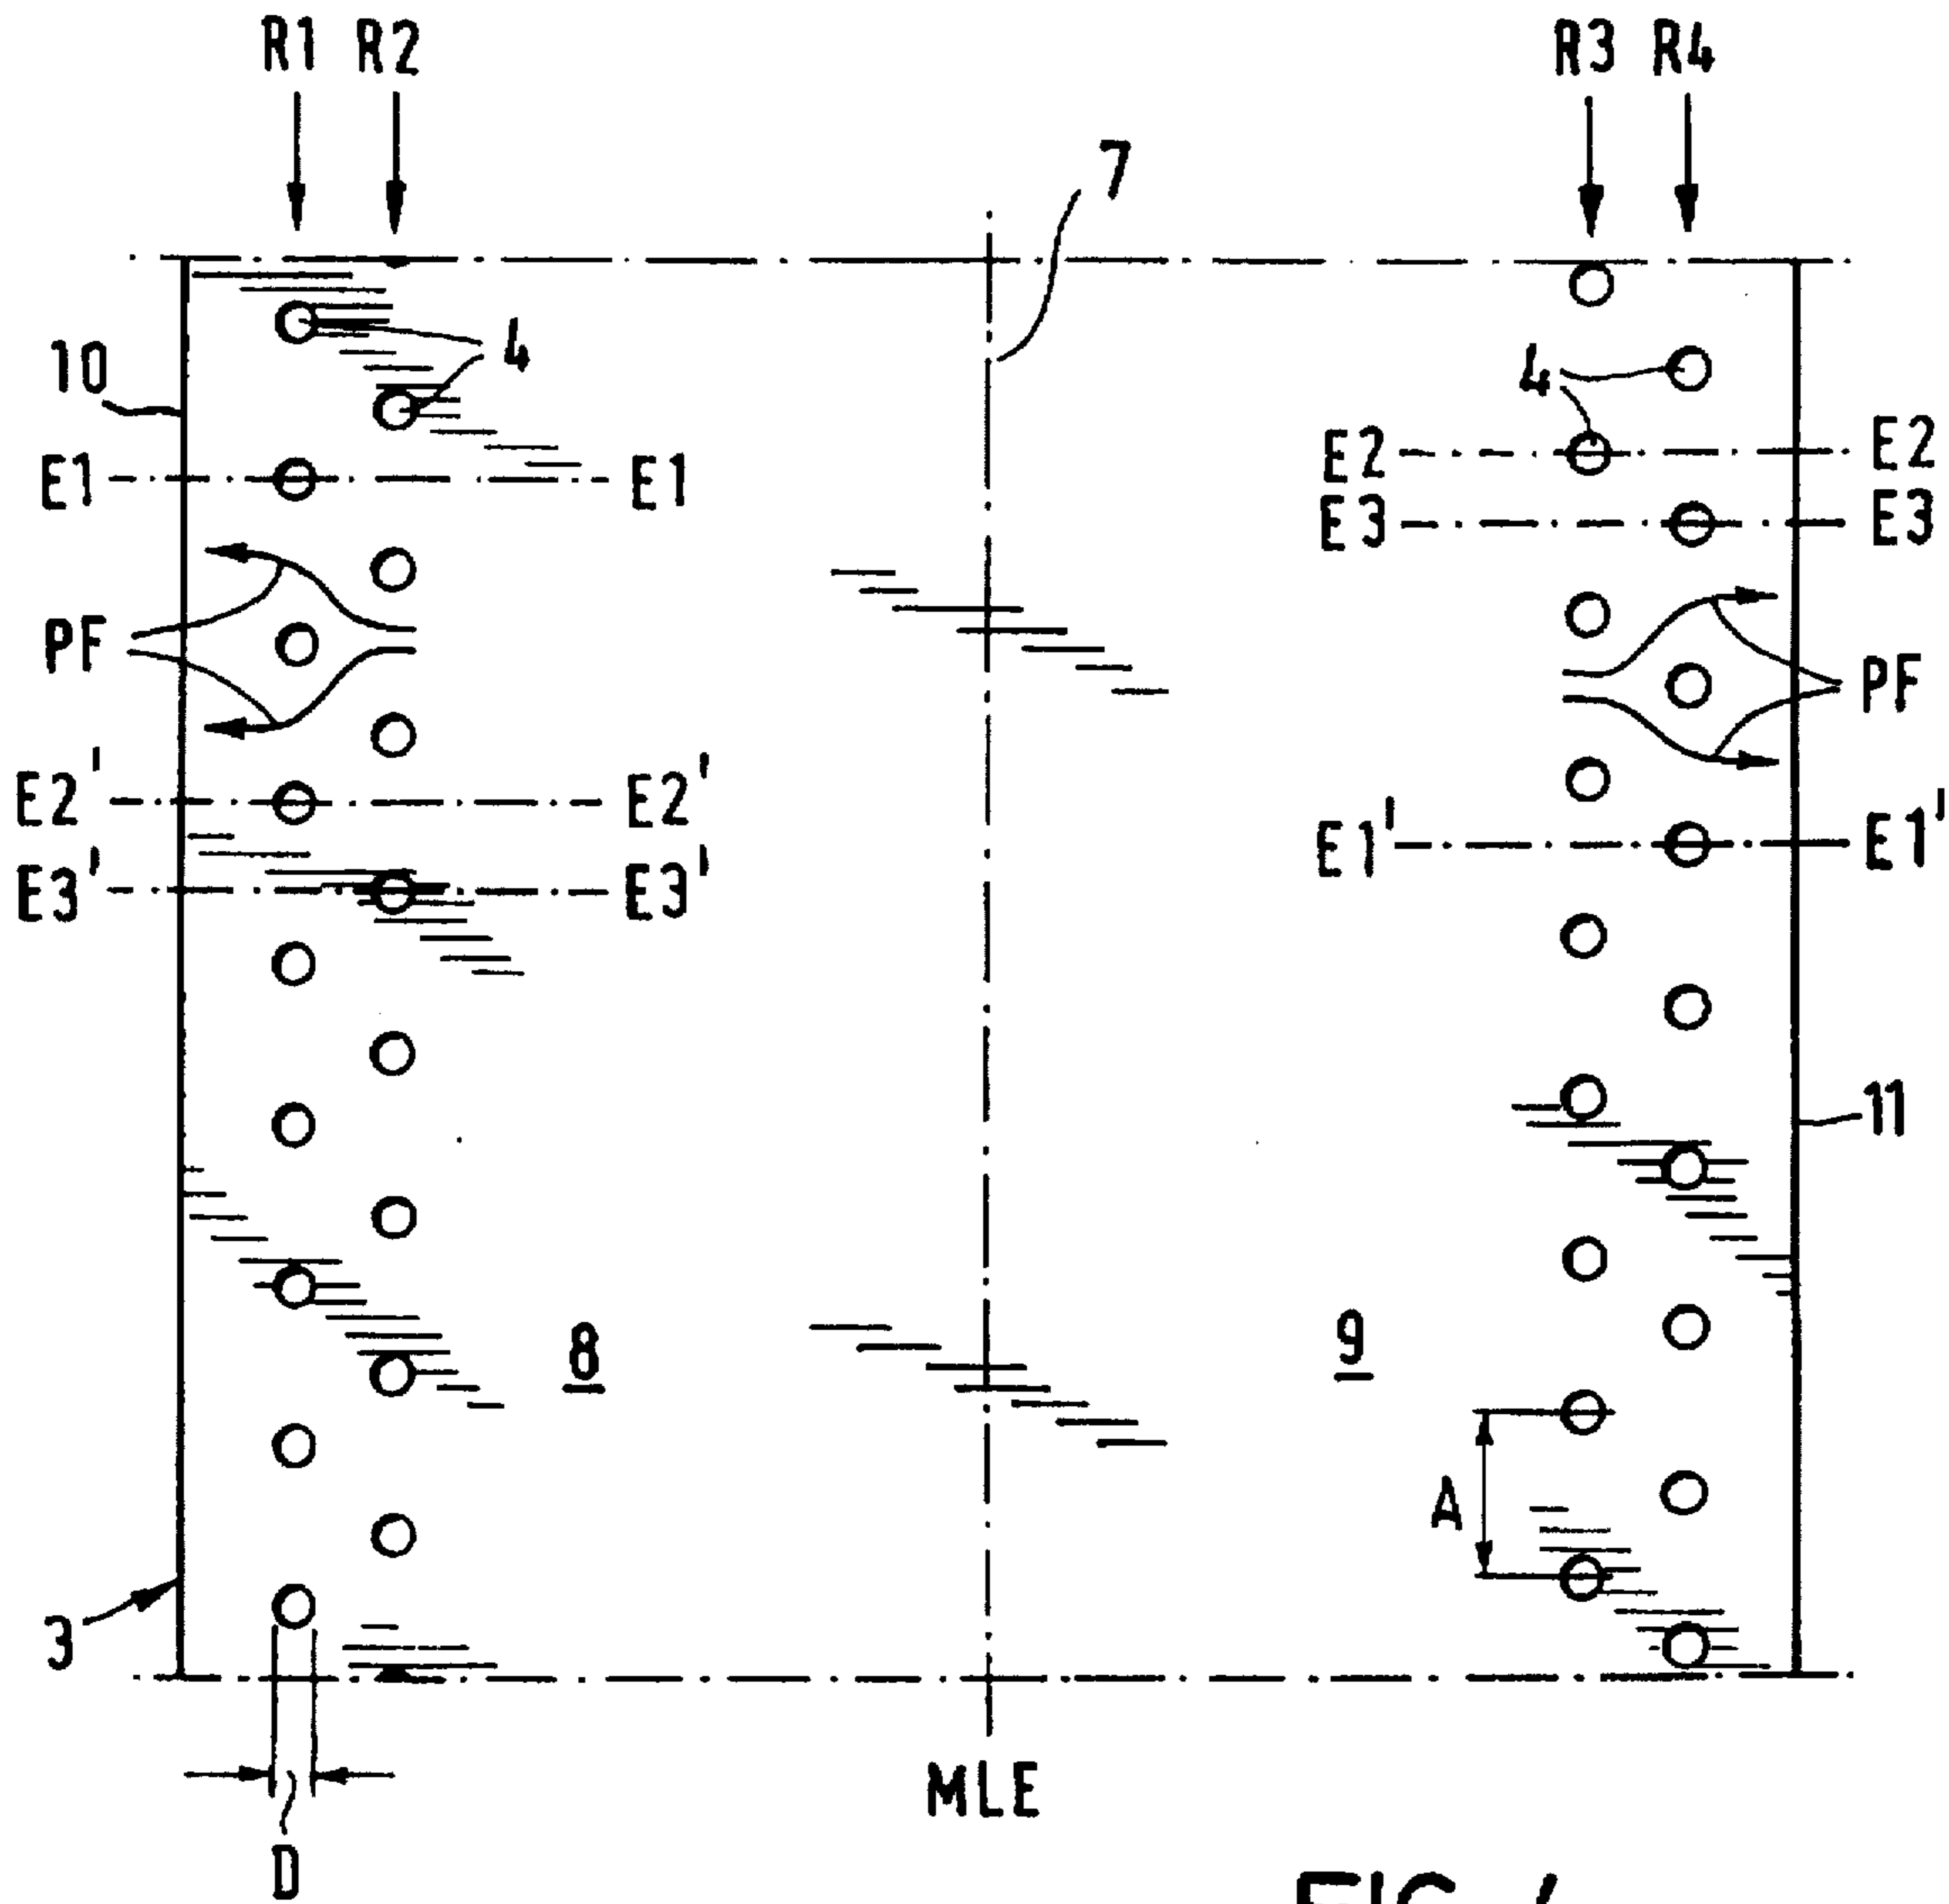 R1 R2 R3 R4
7
10 4 4
E2 E2
E1 E1
E3 E3
PF PF
E2' E2'
E1' E1'
E3' E3'
11
8 9
A
3
MLE
D